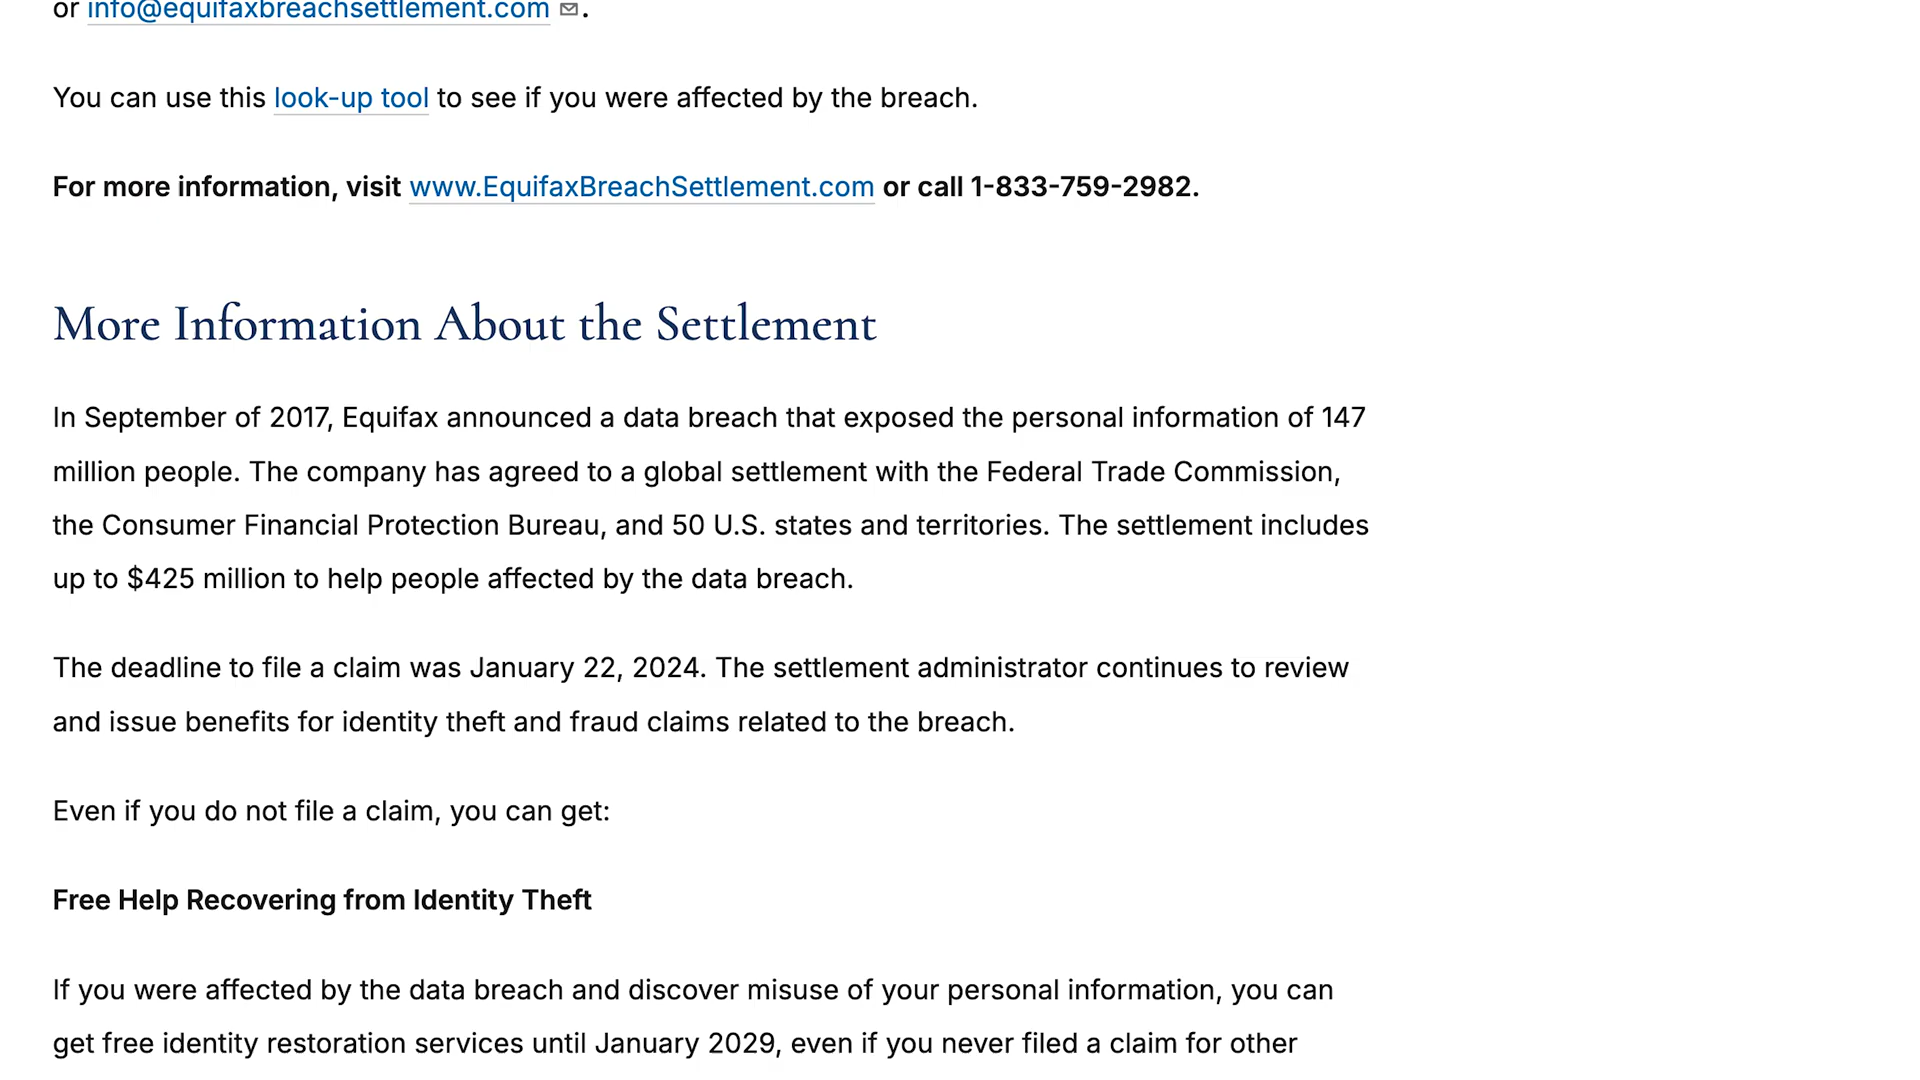 or info@equifaxbreachsettlement.com.
You can use this look-up tool to see if you were affected by the breach.
For more information, visit www.EquifaxBreachSettlement.com or call 1-833-759-2982.
More Information About the Settlement
In September of 2017, Equifax announced a data breach that exposed the personal information of 147
million people. The company has agreed to a global settlement with the Federal Trade Commission,
the Consumer Financial Protection Bureau, and 50 U.S. states and territories. The settlement includes
up to $425 million to help people affected by the data breach.
The deadline to file a claim was January 22, 2024. The settlement administrator continues to review
and issue benefits for identity theft and fraud claims related to the breach.
Even if you do not file a claim, you can get:
Free Help Recovering from Identity Theft
If you were affected by the data breach and discover misuse of your personal information, you can
get free identity restoration services until January 2029, even if you never filed a claim for other